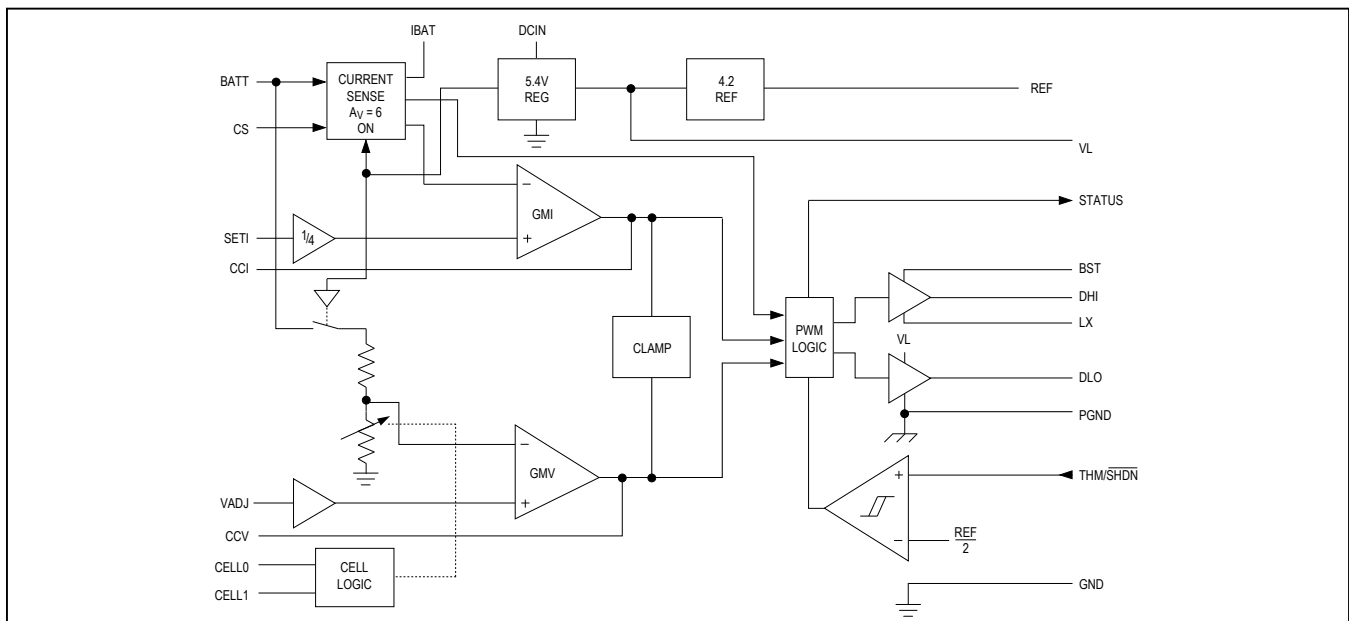 IBAT
DCIN
BATT
CURRENT
SENSE
AV = 6
ON
5.4V
REG
4.2
REF
REF
CS
VL
−
GMI
+
STATUS
SETI
1/4
CCI
BST
DHI
LX
PWM
LOGIC
CLAMP
VL
DLO
PGND
−
GMV
+
+
THM/SHDN
VADJ
CCV
−
REF
2
CELL0
CELL
LOGIC
CELL1
GND